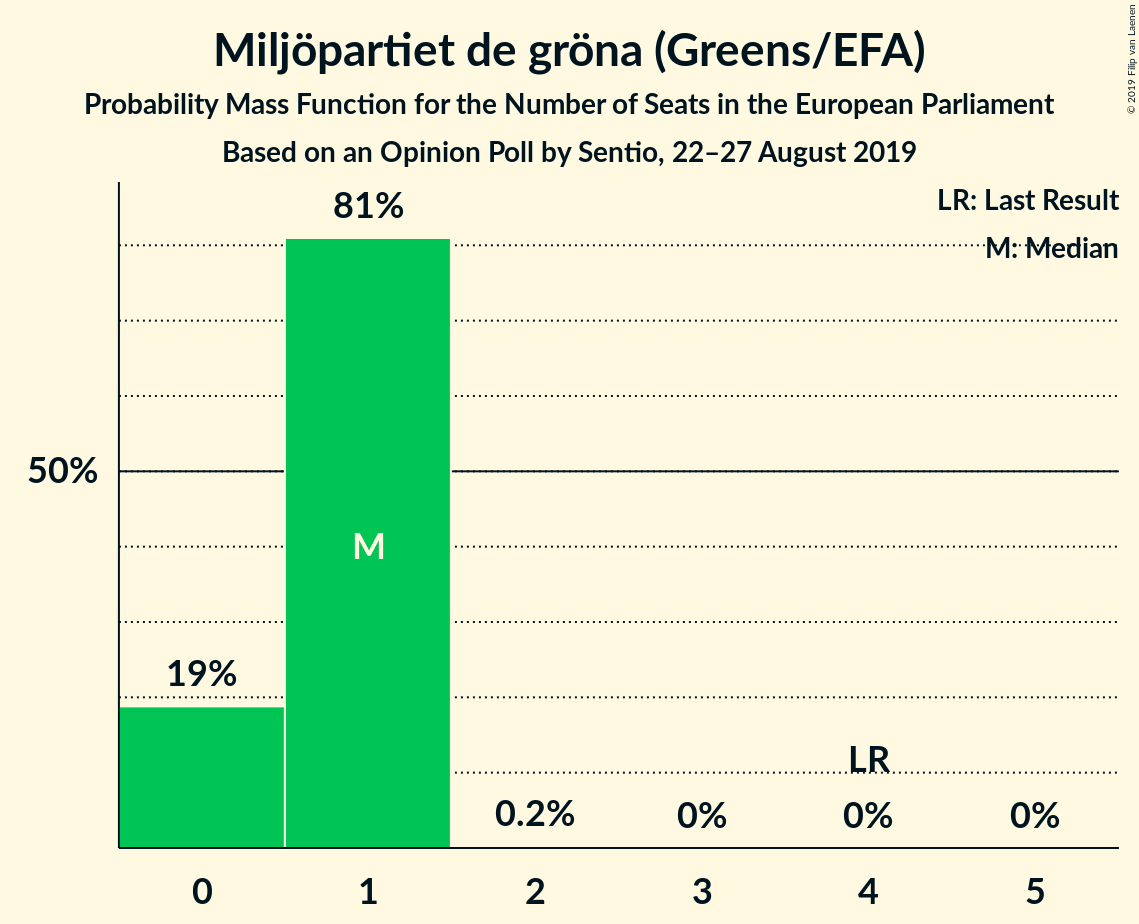 Miljöpartiet de gröna (Greens/EFA)
Probability Mass Function for the Number of Seats in the European Parliament
Based on an Opinion Poll by Sentio, 22–27 August 2019
© 2019 Filip van Laenen
LR: Last Result
M: Median
81%
50%
M
19%
LR
0.2%
0%
0%
0%
0
1
2
3
4
5